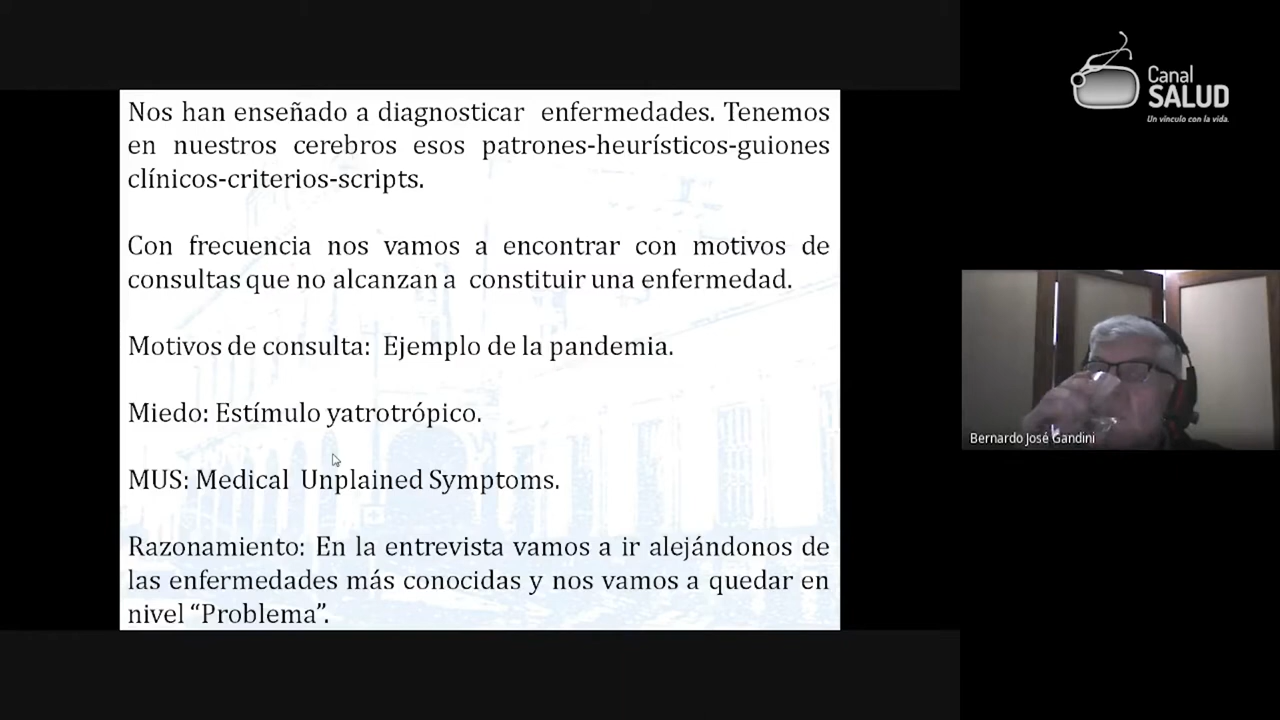 Nos han enseñado a diagnosticar enfermedades. Tenemos
en nuestros cerebros esos patrones-heurísticos-guiones
clínicos-criterios-scripts.
Con frecuencia nos vamos a encontrar con motivos de
consultas que no alcanzan a constituir una enfermedad.
Motivos de consulta: Ejemplo de la pandemia.
Miedo: Estímulo yatrotrópico.
MUS: Medical Unplained Symptoms.
Razonamiento: En la entrevista vamos a ir alejándonos de
las enfermedades más conocidas y nos vamos a quedar en
nivel “Problema”.
Canal
SALUD
Un vínculo con la vida.
Bernardo José Gandini